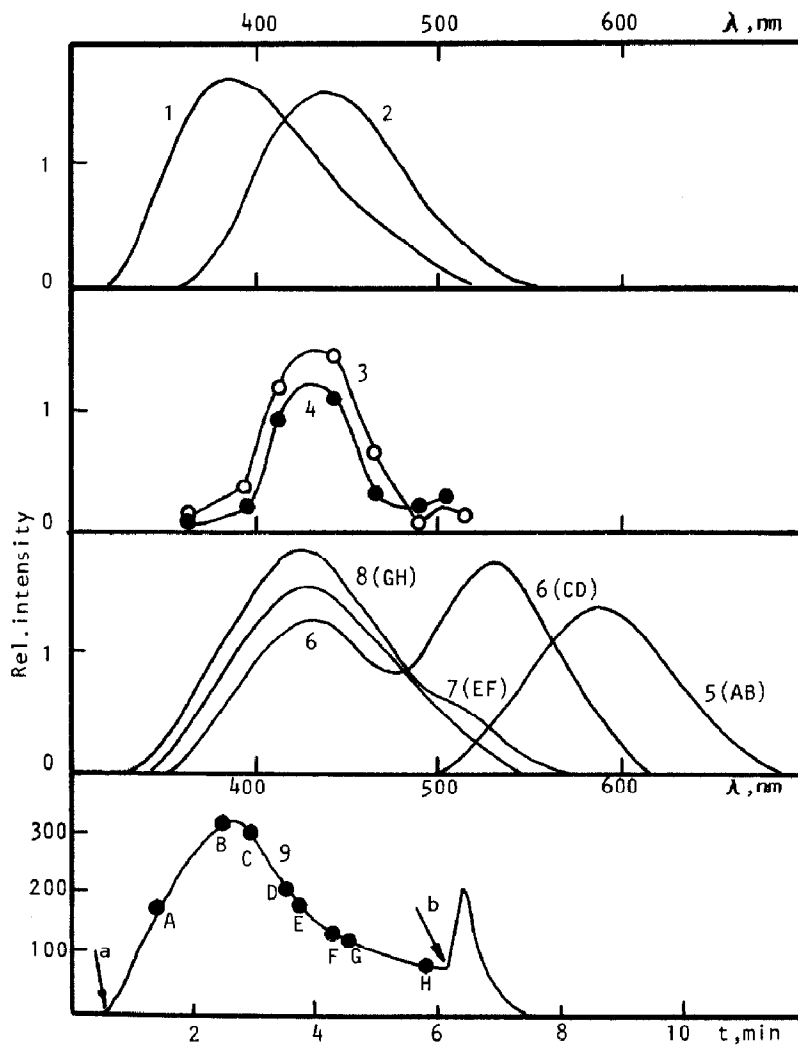 400 500 λ,nm
1 2
1
0 400 500 600
3
1 4
0
Rel.intensity
8(GH) 6(CD)
1 6
7(EF) 5(AB)
0
400 500 600 λ,nm
300 B C 9
200 D b
a A E
100 F G
H
2 4 6 8 10 t,min